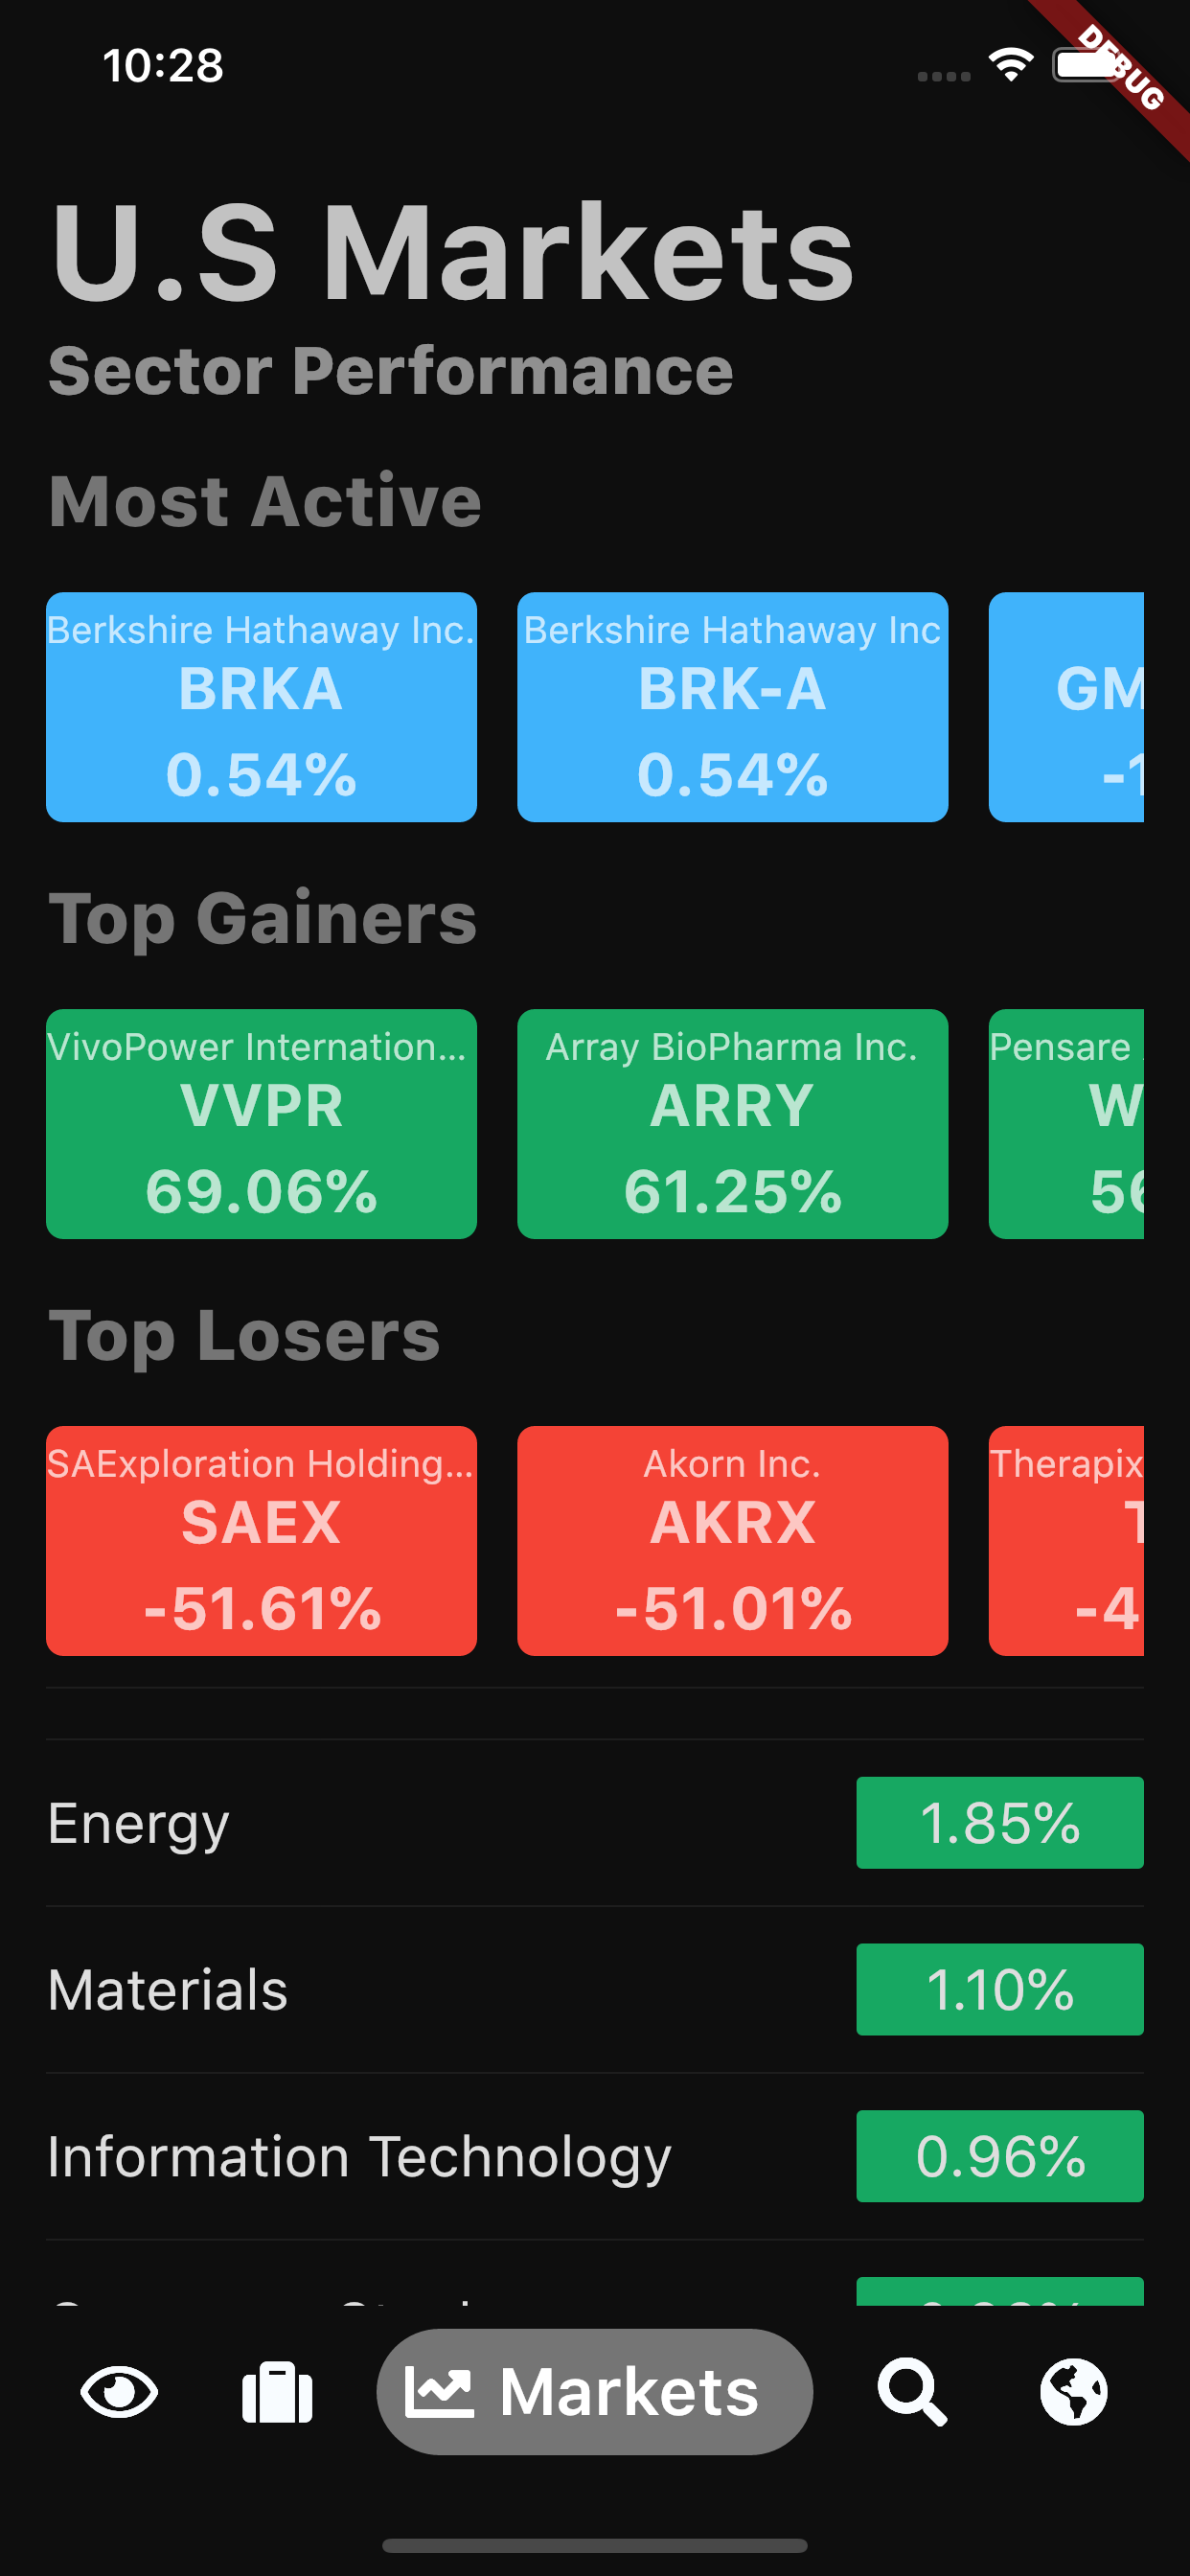 10:28
DEBUG
U.S Markets
Sector Performance
Most Active
Berkshire Hathaway Inc.
BRKA
0.54%
Berkshire Hathaway Inc
BRK-A
0.54%
GM
-1
Top Gainers
VivoPower Internation...
VVPR
69.06%
Array BioPharma Inc.
ARRY
61.25%
Pensare
W
56
Top Losers
SAExploration Holding...
SAEX
-51.61%
Akorn Inc.
AKRX
-51.01%
Therapix
T
-4
Energy
1.85%
Materials
1.10%
Information Technology
0.96%
Markets